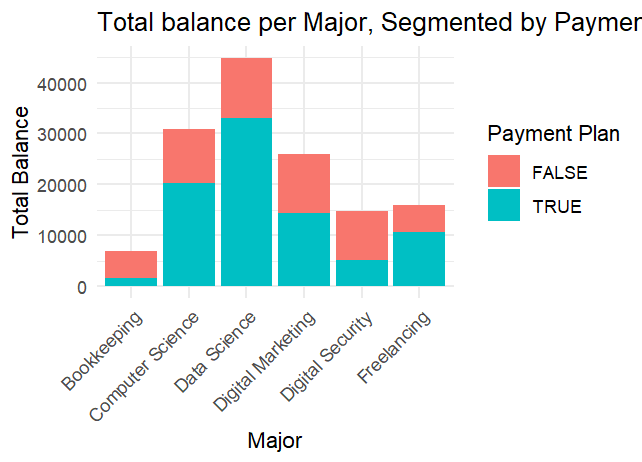 Total balance per Major, Segmented by Paymen
Total Balance
40000
30000
20000
10000
0
Bookkeeping
Computer Science
Data Science
Digital Marketing
Digital Security
Freelancing
Major
Payment Plan
FALSE
TRUE